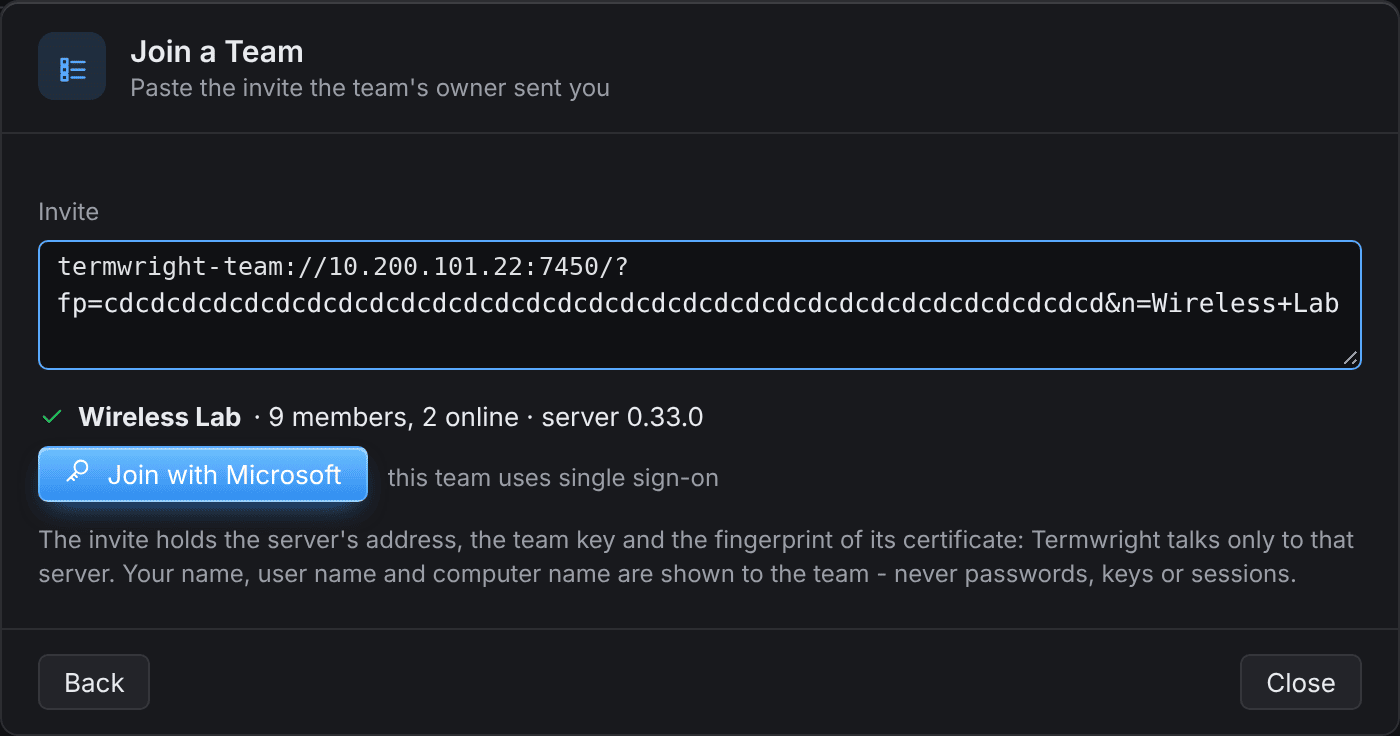 Join a Team
Paste the invite the team's owner sent you
Invite
termwright-team://10.200.101.22:7450/?
fp=cdcdcdcdcdcdcdcdcdcdcdcdcdcdcdcdcdcdcdcdcdcdcdcdcdcdcdcdcdcdcdcd&n=Wireless+Lab
Wireless Lab · 9 members, 2 online · server 0.33.0
Join with Microsoft this team uses single sign-on
The invite holds the server's address, the team key and the fingerprint of its certificate: Termwright talks only to that
server. Your name, user name and computer name are shown to the team - never passwords, keys or sessions.
Back Close